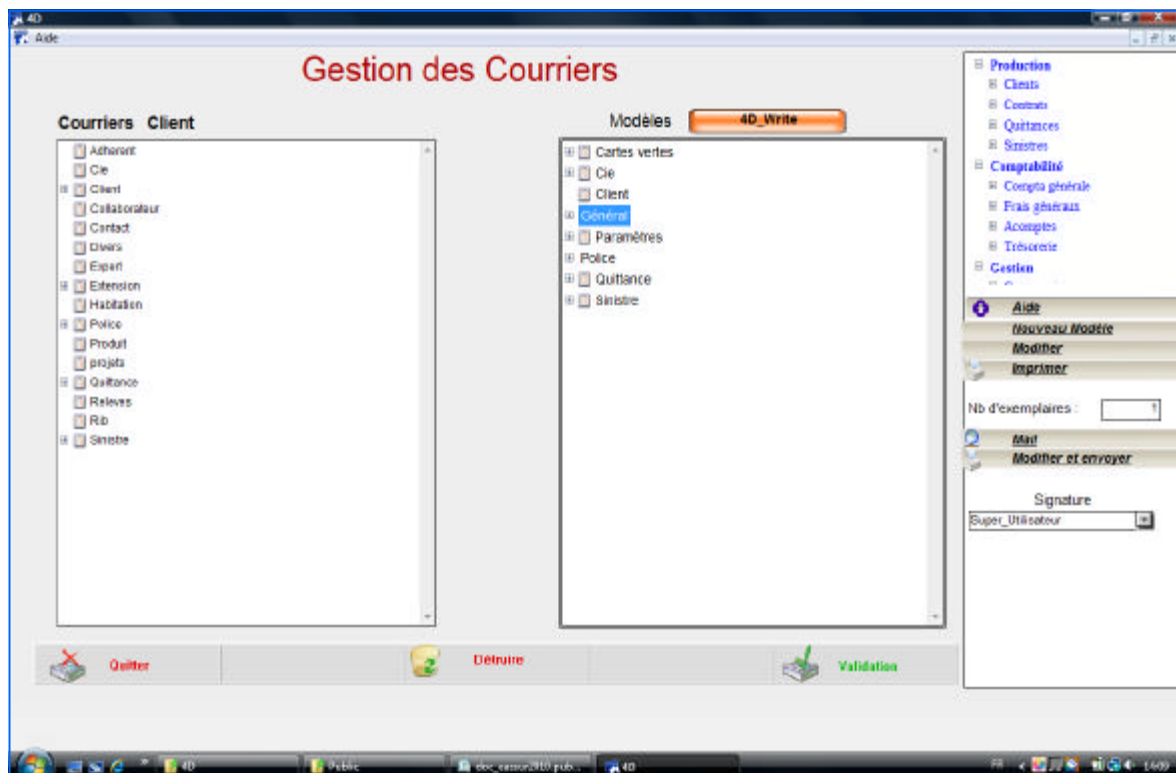 4D
Aide
Gestion des Courriers
Courriers Client
Adherent
Cie
Client
Collaborateur
Contact
Divers
Expert
Extension
Habitation
Police
Produit
projets
Quittance
Releves
Rib
Sinistre
Modèles 4D_Write
Cartes vertes
Cie
Client
Général
Paramètres
Police
Quittance
Sinistre
Production
Clients
Contrats
Quittances
Sinistres
Comptabilité
Compta générale
Frais généraux
Acomptes
Trésorerie
Gestion
Aide
Nouveau Modèle
Modifier
Imprimer
Nb d'exemplaires : 1
Mail
Modifier et envoyer
Signature
Super_Utilisateur
Quitter
Détruire
Validation
4D
Public
doc_eassur2010.pub...
4D
FR